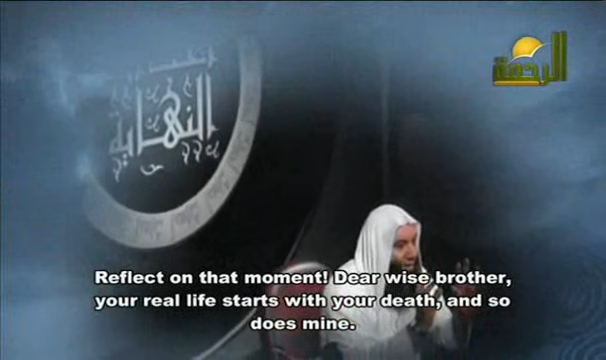 الرحمة
النهاية
Reflect on that moment! Dear wise brother,
your real life starts with your death, and so
does mine.